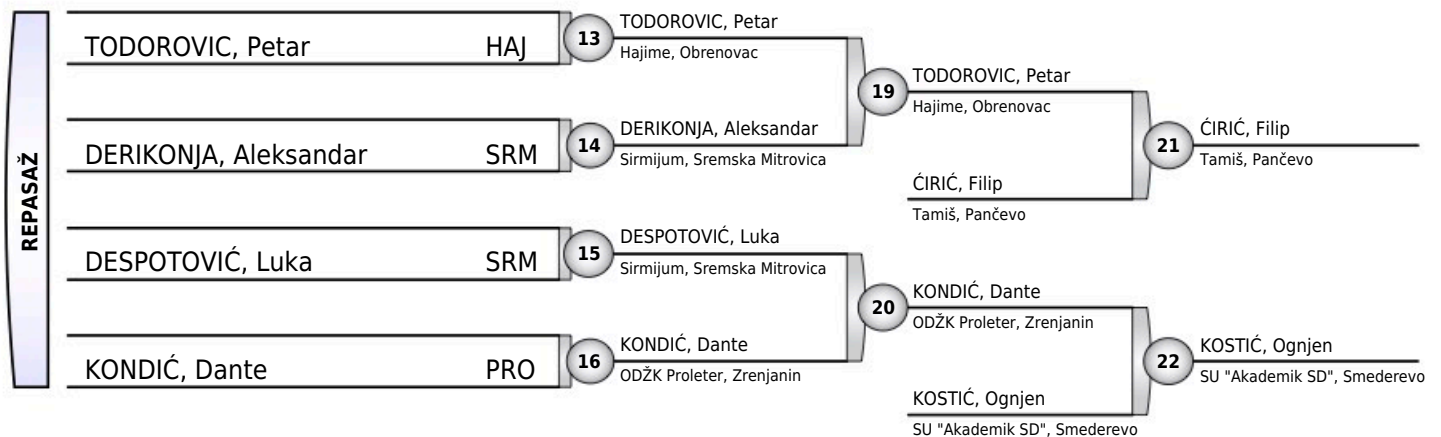 REPASAŽ
TODOROVIC, Petar HAJ
DERIKONJA, Aleksandar SRM
DESPOTOVIĆ, Luka SRM
KONDIĆ, Dante PRO
13
TODOROVIC, Petar
Hajime, Obrenovac
14
DERIKONJA, Aleksandar
Sirmijum, Sremska Mitrovica
15
DESPOTOVIĆ, Luka
Sirmijum, Sremska Mitrovica
16
KONDIĆ, Dante
ODŽK Proleter, Zrenjanin
19
TODOROVIC, Petar
Hajime, Obrenovac
ĆIRIĆ, Filip
Tamiš, Pančevo
20
KONDIĆ, Dante
ODŽK Proleter, Zrenjanin
KOSTIĆ, Ognjen
SU "Akademik SD", Smederevo
21
ĆIRIĆ, Filip
Tamiš, Pančevo
22
KOSTIĆ, Ognjen
SU "Akademik SD", Smederevo